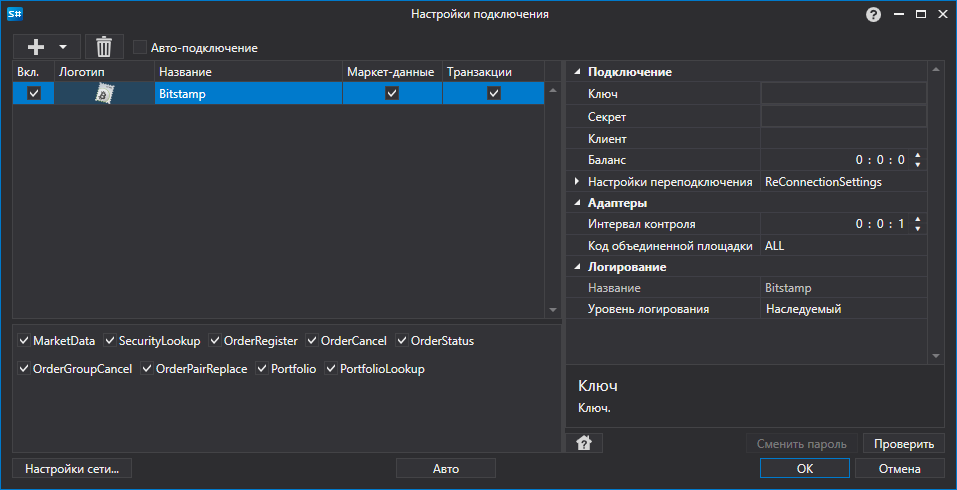 S#
Настройки подключения
?
Авто-подключение
Вкл. Логотип Название Маркет-данные Транзакции
Bitstamp
MarketData SecurityLookup OrderRegister OrderCancel OrderStatus
OrderGroupCancel OrderPairReplace Portfolio PortfolioLookup
Подключение
Ключ
Секрет
Клиент
Баланс 0 : 0 : 0
Настройки переподключения ReConnectionSettings
Адаптеры
Интервал контроля 0 : 0 : 1
Код объединенной площадки ALL
Логирование
Название Bitstamp
Уровень логирования Наследуемый
Ключ
Ключ.
?
Сменить пароль Проверить
Настройки сети... Авто OK Отмена